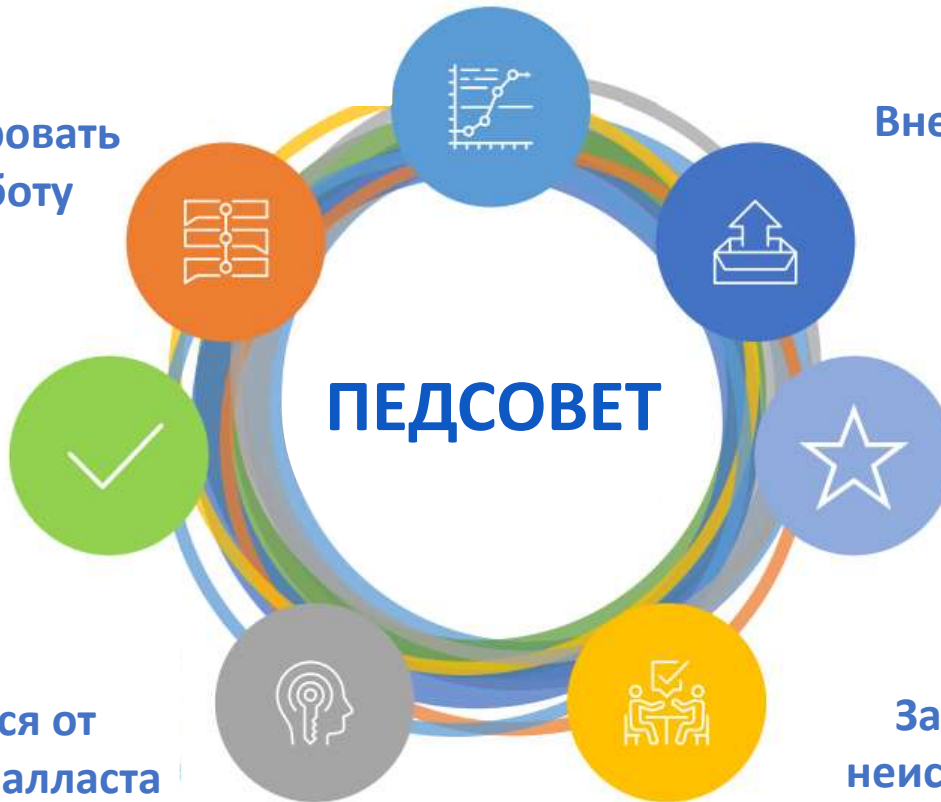 ровать
боту
Вне
ПЕДСОВЕТ
ся от
алласта
За
неис